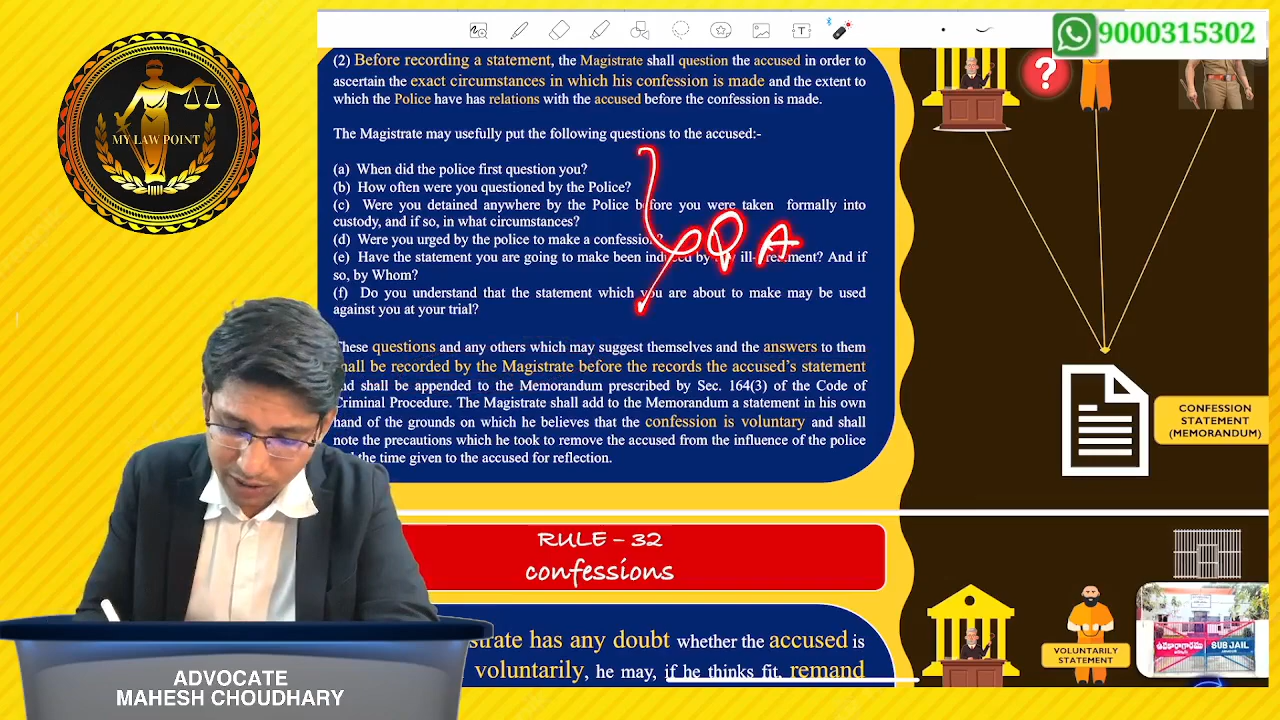 9000315302
MY LAW POINT
(2) Before recording a statement, the Magistrate shall question the accused in order to
ascertain the exact circumstances in which his confession is made and the extent to
which the Police have has relations with the accused before the confession is made.
The Magistrate may usefully put the following questions to the accused:-
(a) When did the police first question you?
(b) How often were you questioned by the Police?
(c) Were you detained anywhere by the Police before you were taken formally into
custody, and if so, in what circumstances?
(d) Were you urged by the police to make a confession?
(e) Have the statement you are going to make been induced by any ill-treatment? And if
so, by Whom?
(f) Do you understand that the statement which you are about to make may be used
against you at your trial?
Q A
These questions and any others which may suggest themselves and the answers to them
shall be recorded by the Magistrate before the records the accused's statement
and shall be appended to the Memorandum prescribed by Sec. 164(3) of the Code of
Criminal Procedure. The Magistrate shall add to the Memorandum a statement in his own
hand of the grounds on which he believes that the confession is voluntary and shall
note the precautions which he took to remove the accused from the influence of the police
the time given to the accused for reflection.
?
CONFESSION
STATEMENT
(MEMORANDUM)
RULE – 32
confessions
has any doubt whether the accused is
voluntarily, he may, if he thinks fit, remand
VOLUNTARILY
STATEMENT
SUB JAIL
ADVOCATE
MAHESH CHOUDHARY